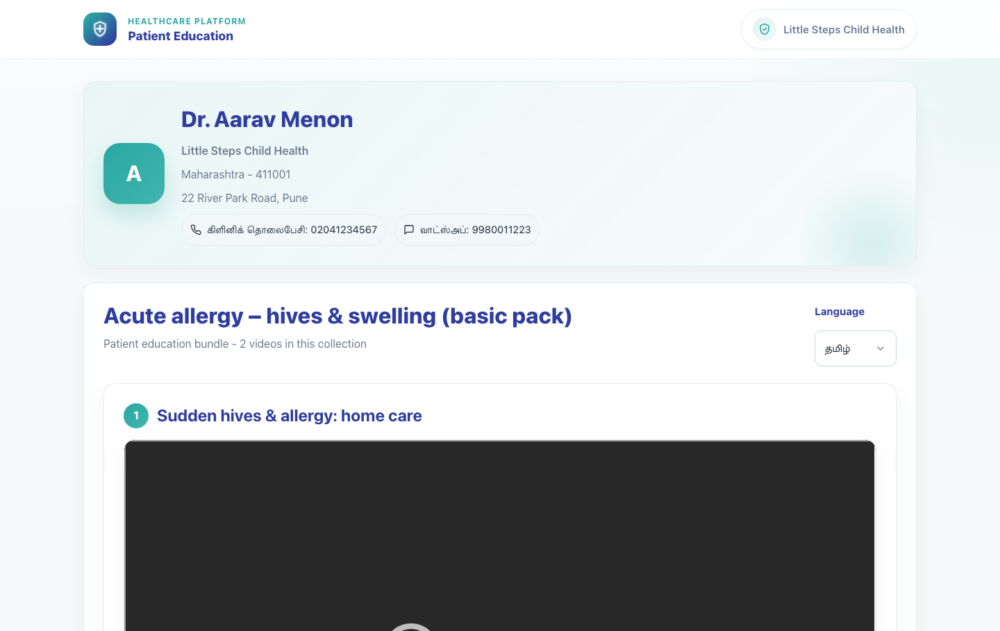 HEALTHCARE PLATFORM
Patient Education
Little Steps Child Health
Dr. Aarav Menon
A
Little Steps Child Health
Maharashtra - 411001
22 River Park Road, Pune
கிளினிக் தொலைபேசி: 02041234567
வாட்ஸ்அப்: 9980011223
Acute allergy – hives & swelling (basic pack)
Patient education bundle - 2 videos in this collection
Language
தமிழ்
1
Sudden hives & allergy: home care